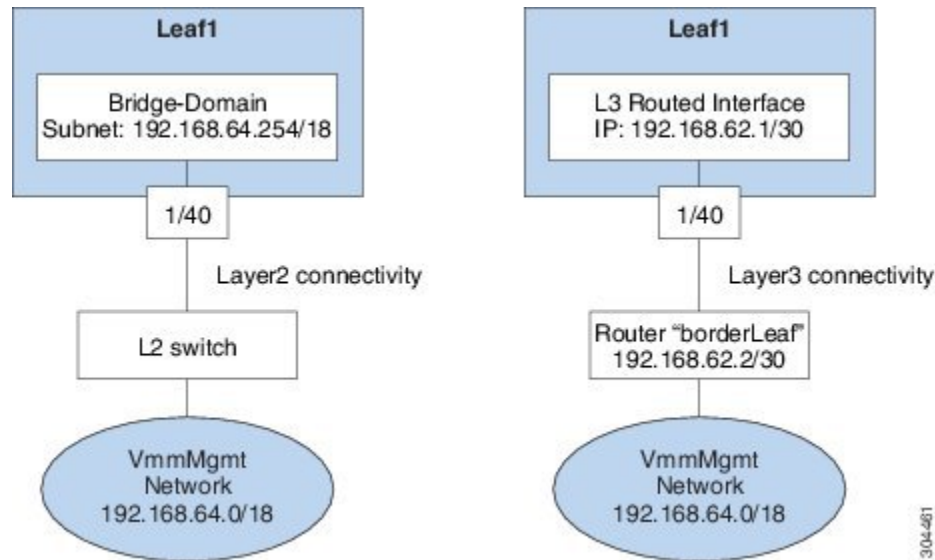 Leaf1
Bridge-Domain
Subnet: 192.168.64.254/18
1/40
Layer2 connectivity
L2 switch
VmmMgmt
Network
192.168.64.0/18
Leaf1
L3 Routed Interface
IP: 192.168.62.1/30
1/40
Layer3 connectivity
Router “borderLeaf”
192.168.62.2/30
VmmMgmt
Network
192.168.64.0/18
304461